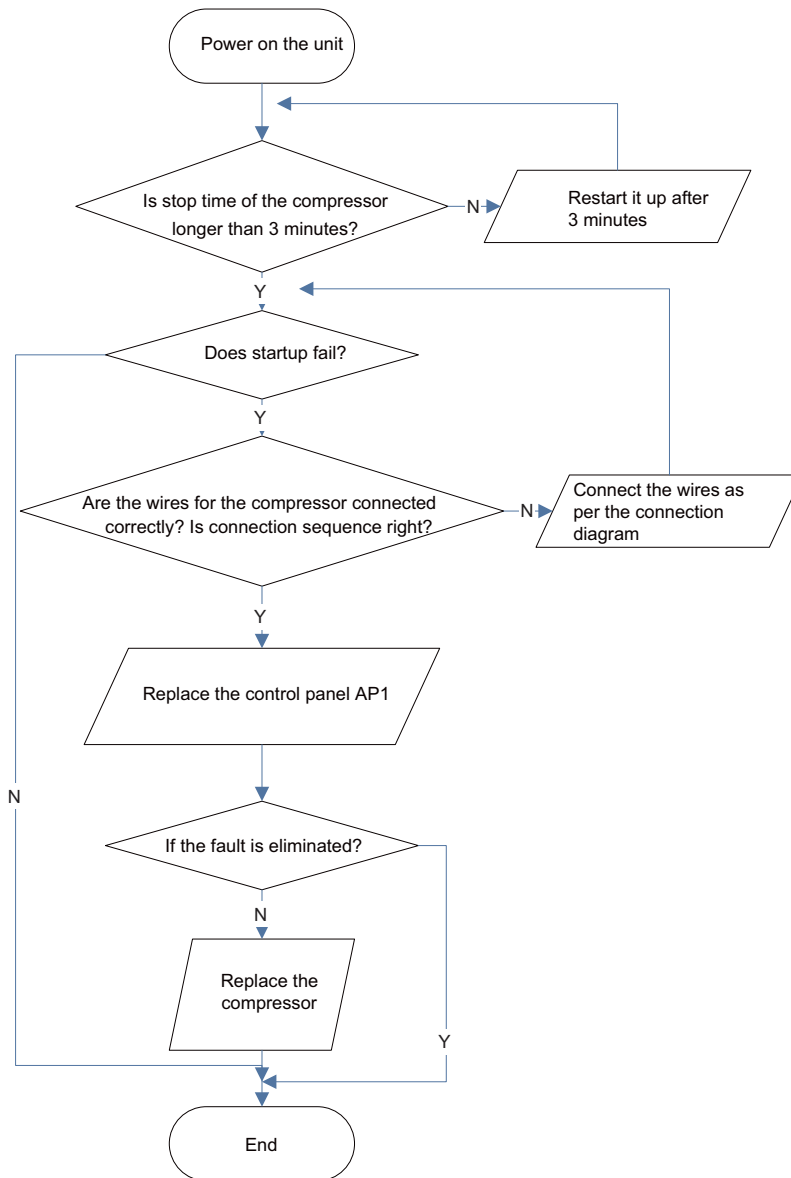 Power on the unit
Is stop time of the compressor
longer than 3 minutes?
N
Restart it up after
3 minutes
Y
Does startup fail?
Y
Are the wires for the compressor connected
correctly? Is connection sequence right?
N
Connect the wires as
per the connection
diagram
Y
Replace the control panel AP1
N
If the fault is eliminated?
N
Replace the
compressor
Y
End